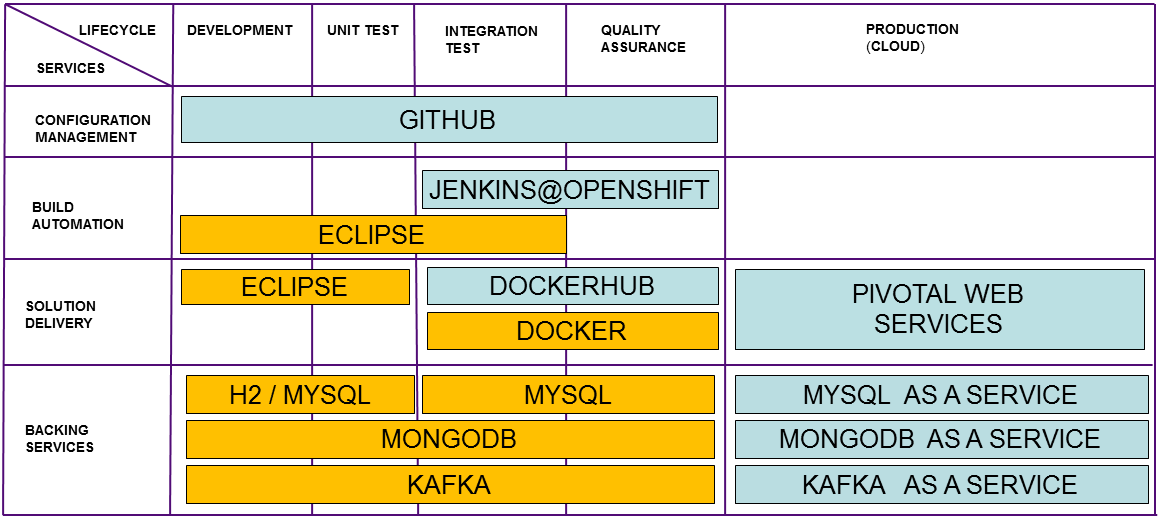 LIFECYCLE
SERVICES
DEVELOPMENT
UNIT TEST
INTEGRATION
TEST
QUALITY
ASSURANCE
PRODUCTION
(CLOUD)
CONFIGURATION
MANAGEMENT
GITHUB
BUILD
AUTOMATION
JENKINS@OPENSHIFT
ECLIPSE
SOLUTION
DELIVERY
ECLIPSE
DOCKERHUB
DOCKER
PIVOTAL WEB
SERVICES
BACKING
SERVICES
H2 / MYSQL
MYSQL
MYSQL AS A SERVICE
MONGODB
MONGODB AS A SERVICE
KAFKA
KAFKA AS A SERVICE